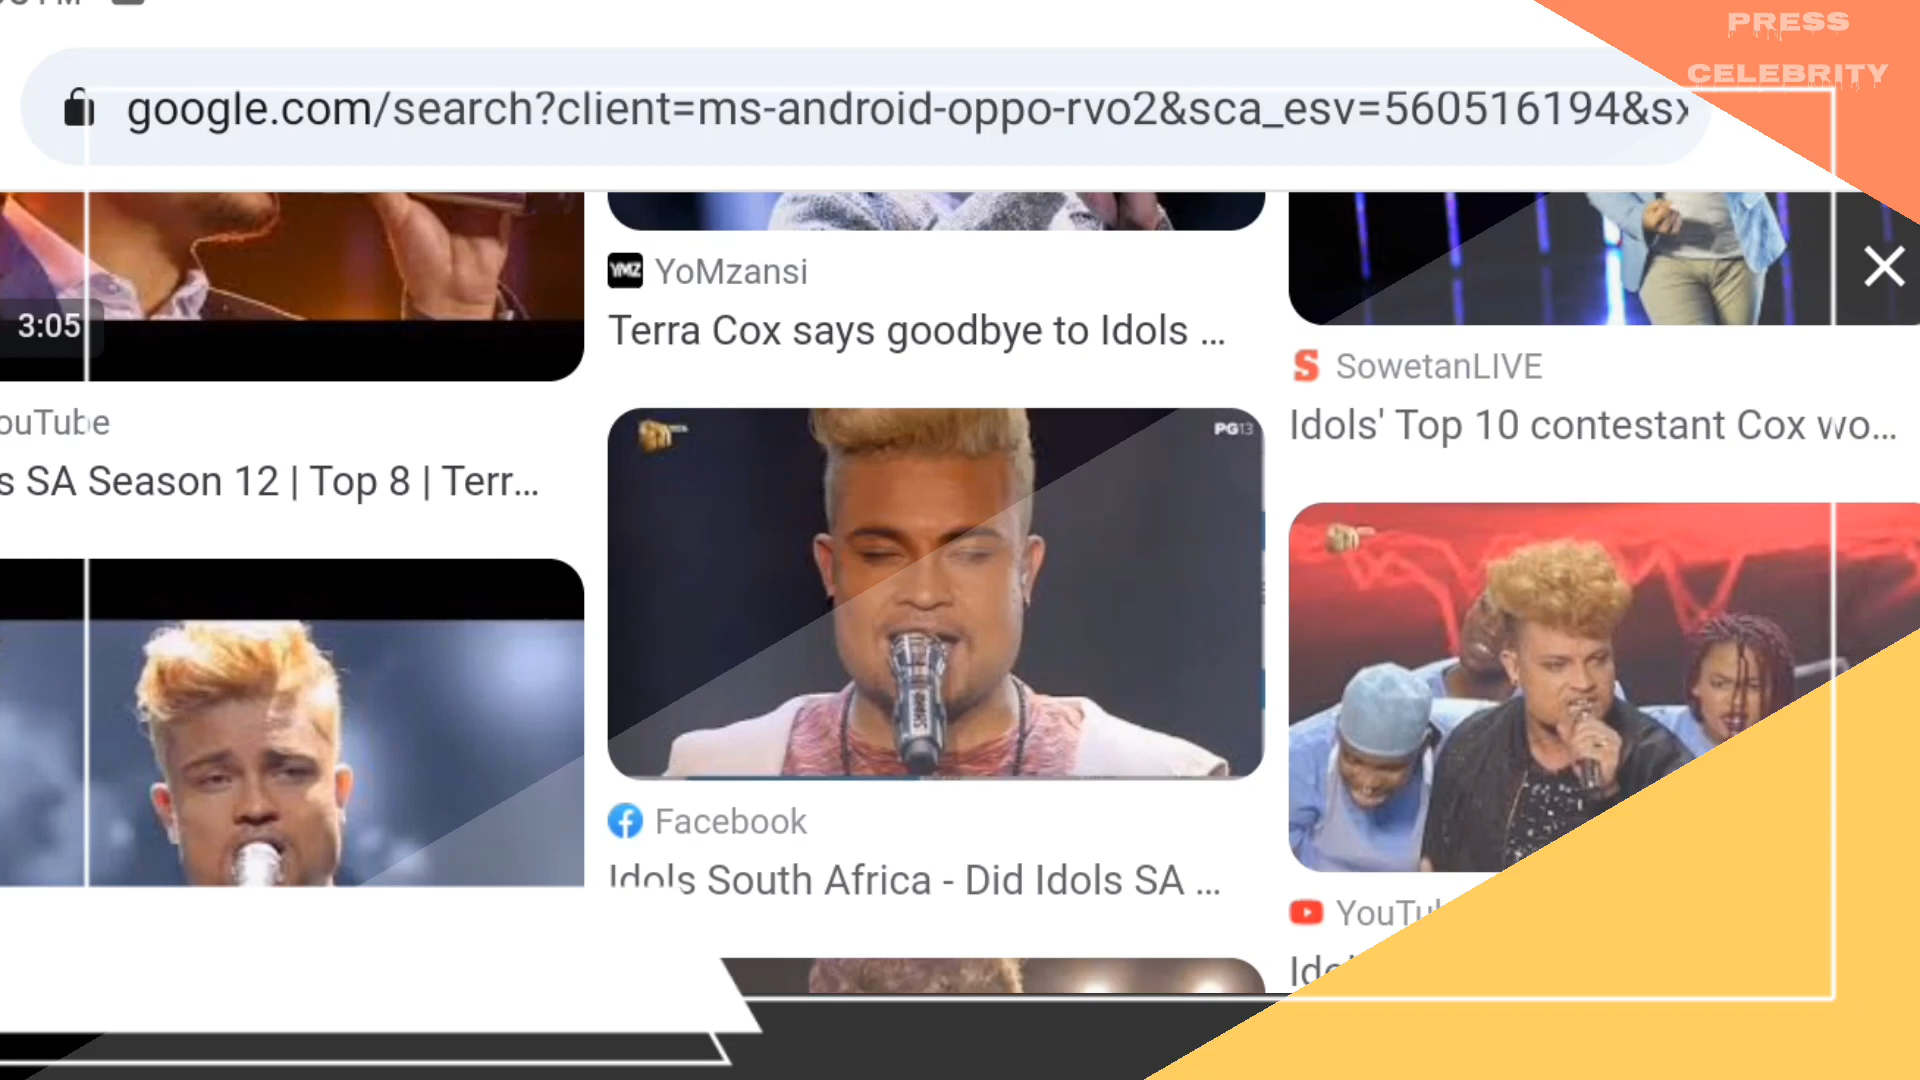 PRESS
CELEBRITY
google.com/search?client=ms-android-oppo-rvo2&sca_esv=560516194&sx
YMZ YoMzansi
Terra Cox says goodbye to Idols ...
3:05
S SowetanLIVE
Idols' Top 10 contestant Cox wo...
ouTube
s SA Season 12 | Top 8 | Terr...
PG13
Facebook
Idols South Africa - Did Idols SA ...